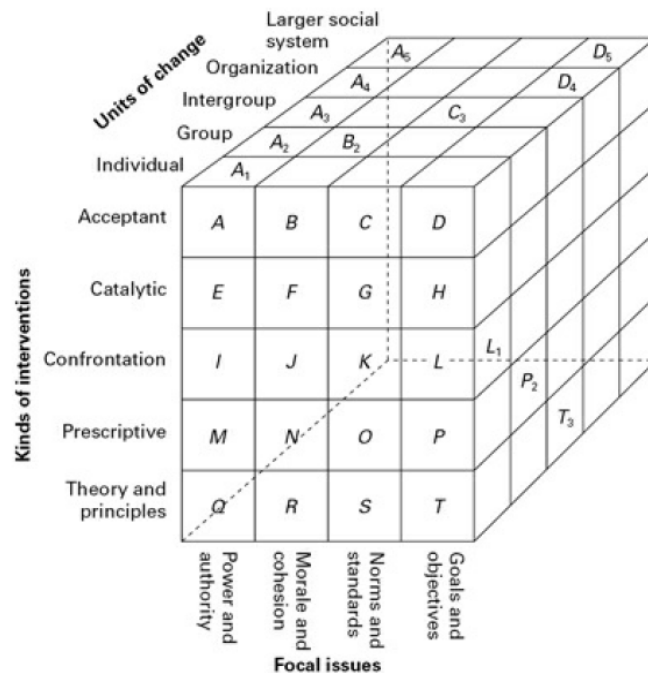 Larger social
system
Organization
Intergroup
Group
Individual
Units of change
A5 D5
A4 D4
A3 C3
A2 B2
A1
Kinds of interventions
Acceptant A B C D
Catalytic E F G H
Confrontation I J K L L1
Prescriptive M N O P P2
T3
Theory and
principles Q R S T
Power and
authority
Morale and
cohesion
Norms and
standards
Goals and
objectives
Focal issues